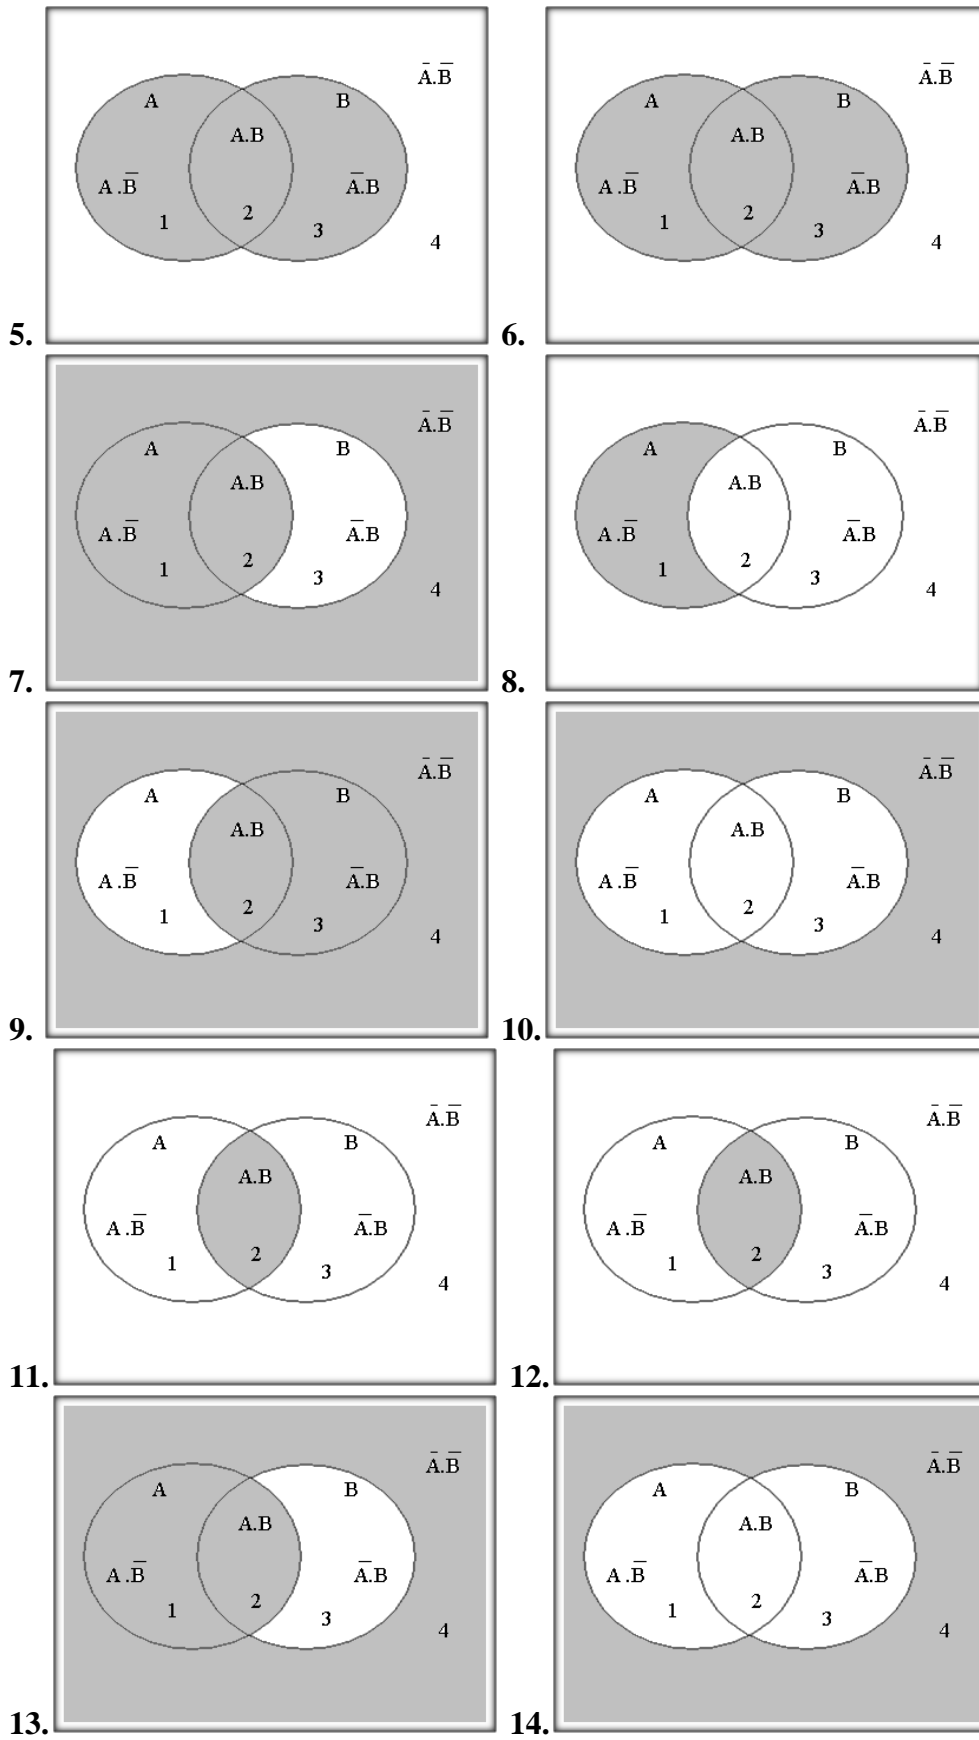 A̅.B̅ A̅.B̅
A B A B
A.B A.B
A .B̅ A̅.B A .B̅ A̅.B
1 2 3 4 1 2 3 4
5. 6.
A̅.B̅ A̅.B̅
A B A B
A.B A.B
A .B̅ A̅.B A .B̅ A̅.B
1 2 3 4 1 2 3 4
7. 8.
A̅.B̅ A̅.B̅
A B A B
A.B A.B
A .B̅ A̅.B A .B̅ A̅.B
1 2 3 4 1 2 3 4
9. 10.
A̅.B̅ A̅.B̅
A B A B
A.B A.B
A .B̅ A̅.B A .B̅ A̅.B
1 2 3 4 1 2 3 4
11. 12.
A̅.B̅ A̅.B̅
A B A B
A.B A.B
A .B̅ A̅.B A .B̅ A̅.B
1 2 3 4 1 2 3 4
13. 14.